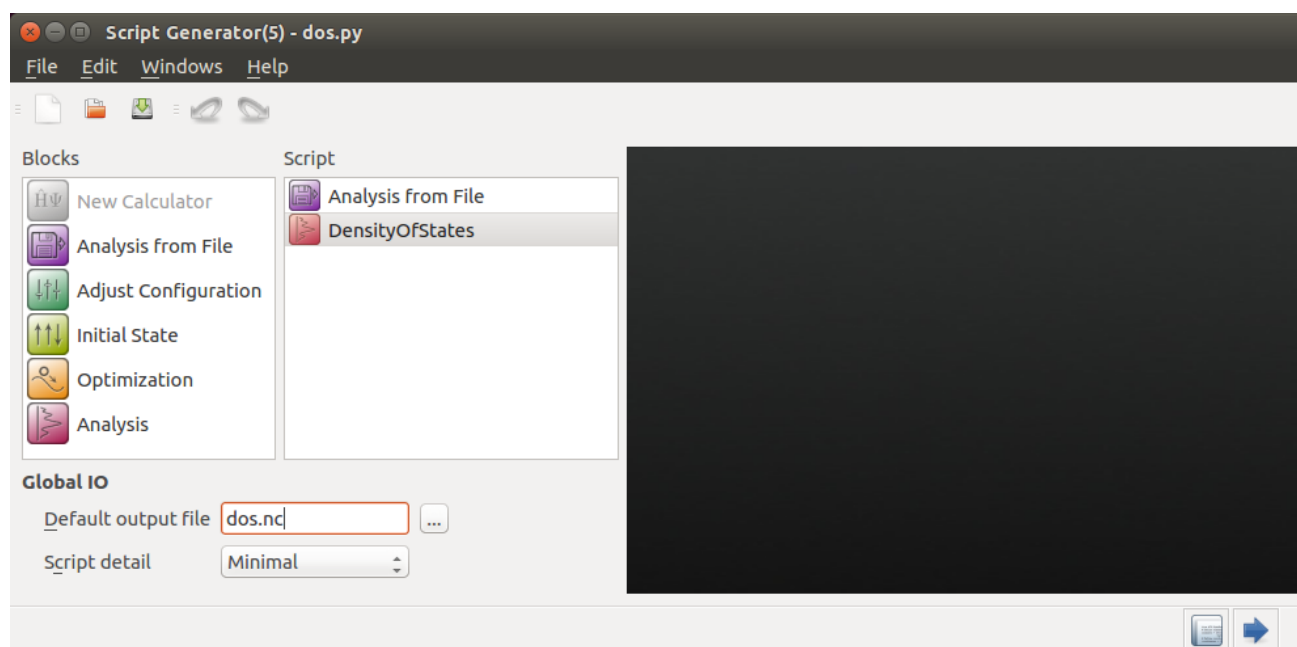 Script Generator(5) - dos.py
File Edit Windows Help
Blocks
Script
ĤΨ New Calculator
Analysis from File
Adjust Configuration
Initial State
Optimization
Analysis
Analysis from File
DensityOfStates
Global IO
Default output file dos.nc ...
Script detail Minimal